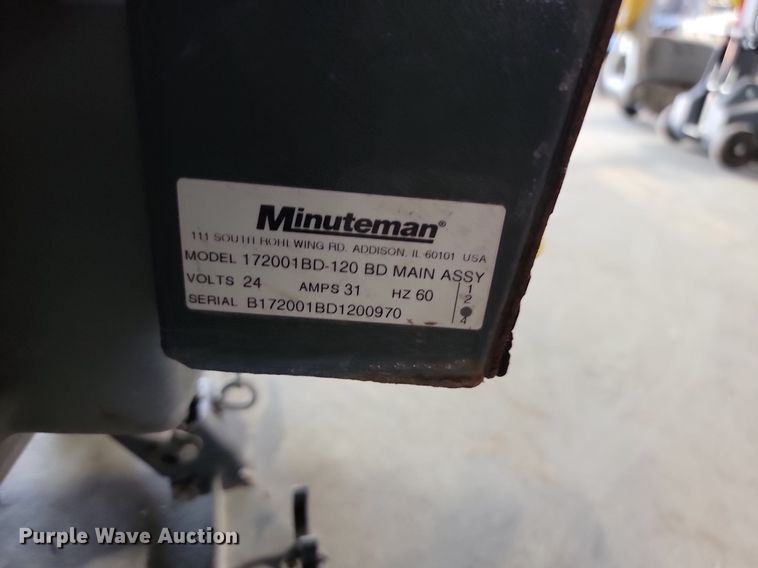 Minuteman®
111 SOUTH ROHLWING RD. ADDISON, IL 60101 USA
MODEL 172001BD-120 BD MAIN ASSY
VOLTS 24 AMPS 31 HZ 60
SERIAL B172001BD1200970
1
2
4
Purple Wave Auction